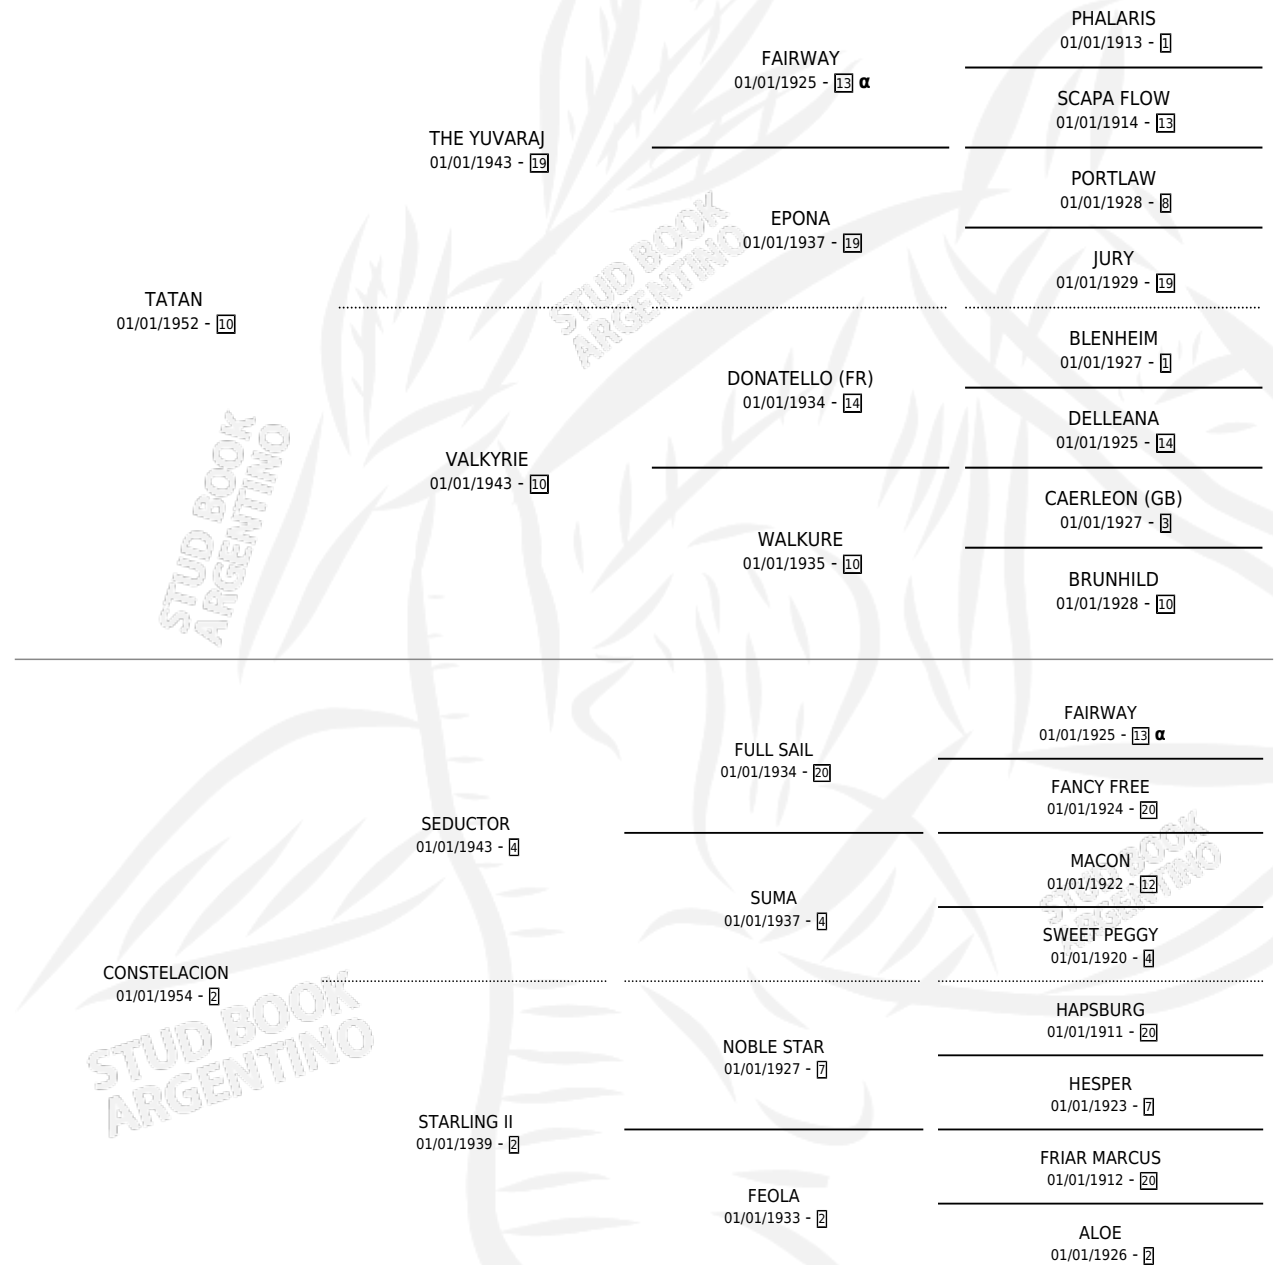 PHALARIS
01/01/1913 - 1
FAIRWAY
01/01/1925 - 13 α
SCAPA FLOW
01/01/1914 - 13
THE YUVARAJ
01/01/1943 - 19
PORTLAW
01/01/1928 - 8
EPONA
01/01/1937 - 19
JURY
01/01/1929 - 19
TATAN
01/01/1952 - 10
BLENHEIM
01/01/1927 - 1
DONATELLO (FR)
01/01/1934 - 14
DELLEANA
01/01/1925 - 14
VALKYRIE
01/01/1943 - 10
CAERLEON (GB)
01/01/1927 - 3
WALKURE
01/01/1935 - 10
BRUNHILD
01/01/1928 - 10
STUD BOOK
ARGENTINO
STUD BOOK
ARGENTINO
FAIRWAY
01/01/1925 - 13 α
FULL SAIL
01/01/1934 - 20
FANCY FREE
01/01/1924 - 20
SEDUCTOR
01/01/1943 - 4
MACON
01/01/1922 - 12
SUMA
01/01/1937 - 4
SWEET PEGGY
01/01/1920 - 4
CONSTELACION
01/01/1954 - 2
HAPSBURG
01/01/1911 - 20
NOBLE STAR
01/01/1927 - 7
HESPER
01/01/1923 - 7
STARLING II
01/01/1939 - 2
FRIAR MARCUS
01/01/1912 - 20
FEOLA
01/01/1933 - 2
ALOE
01/01/1926 - 2
STUD BOOK
ARGENTINO
STUD BOOK
ARGENTINO